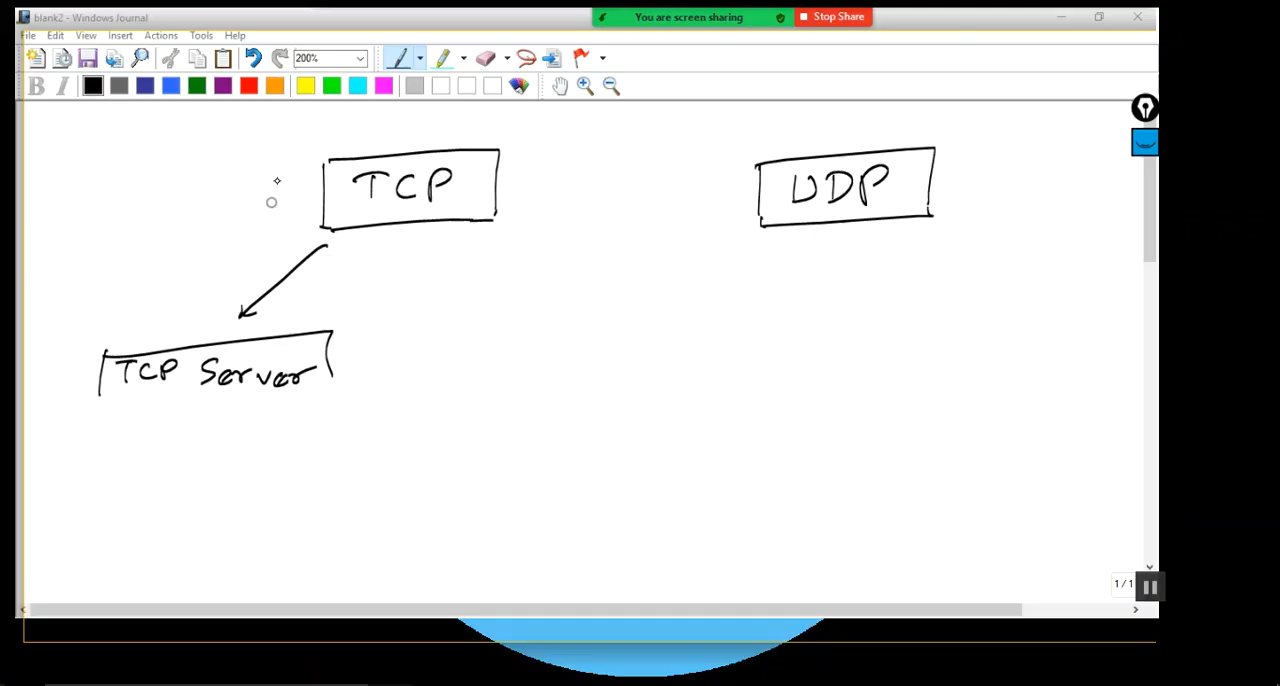 blank2 - Windows Journal
You are screen sharing
Stop Share
File Edit View Insert Actions Tools Help
200%
B I
TCP
UDP
TCP Server
1/1